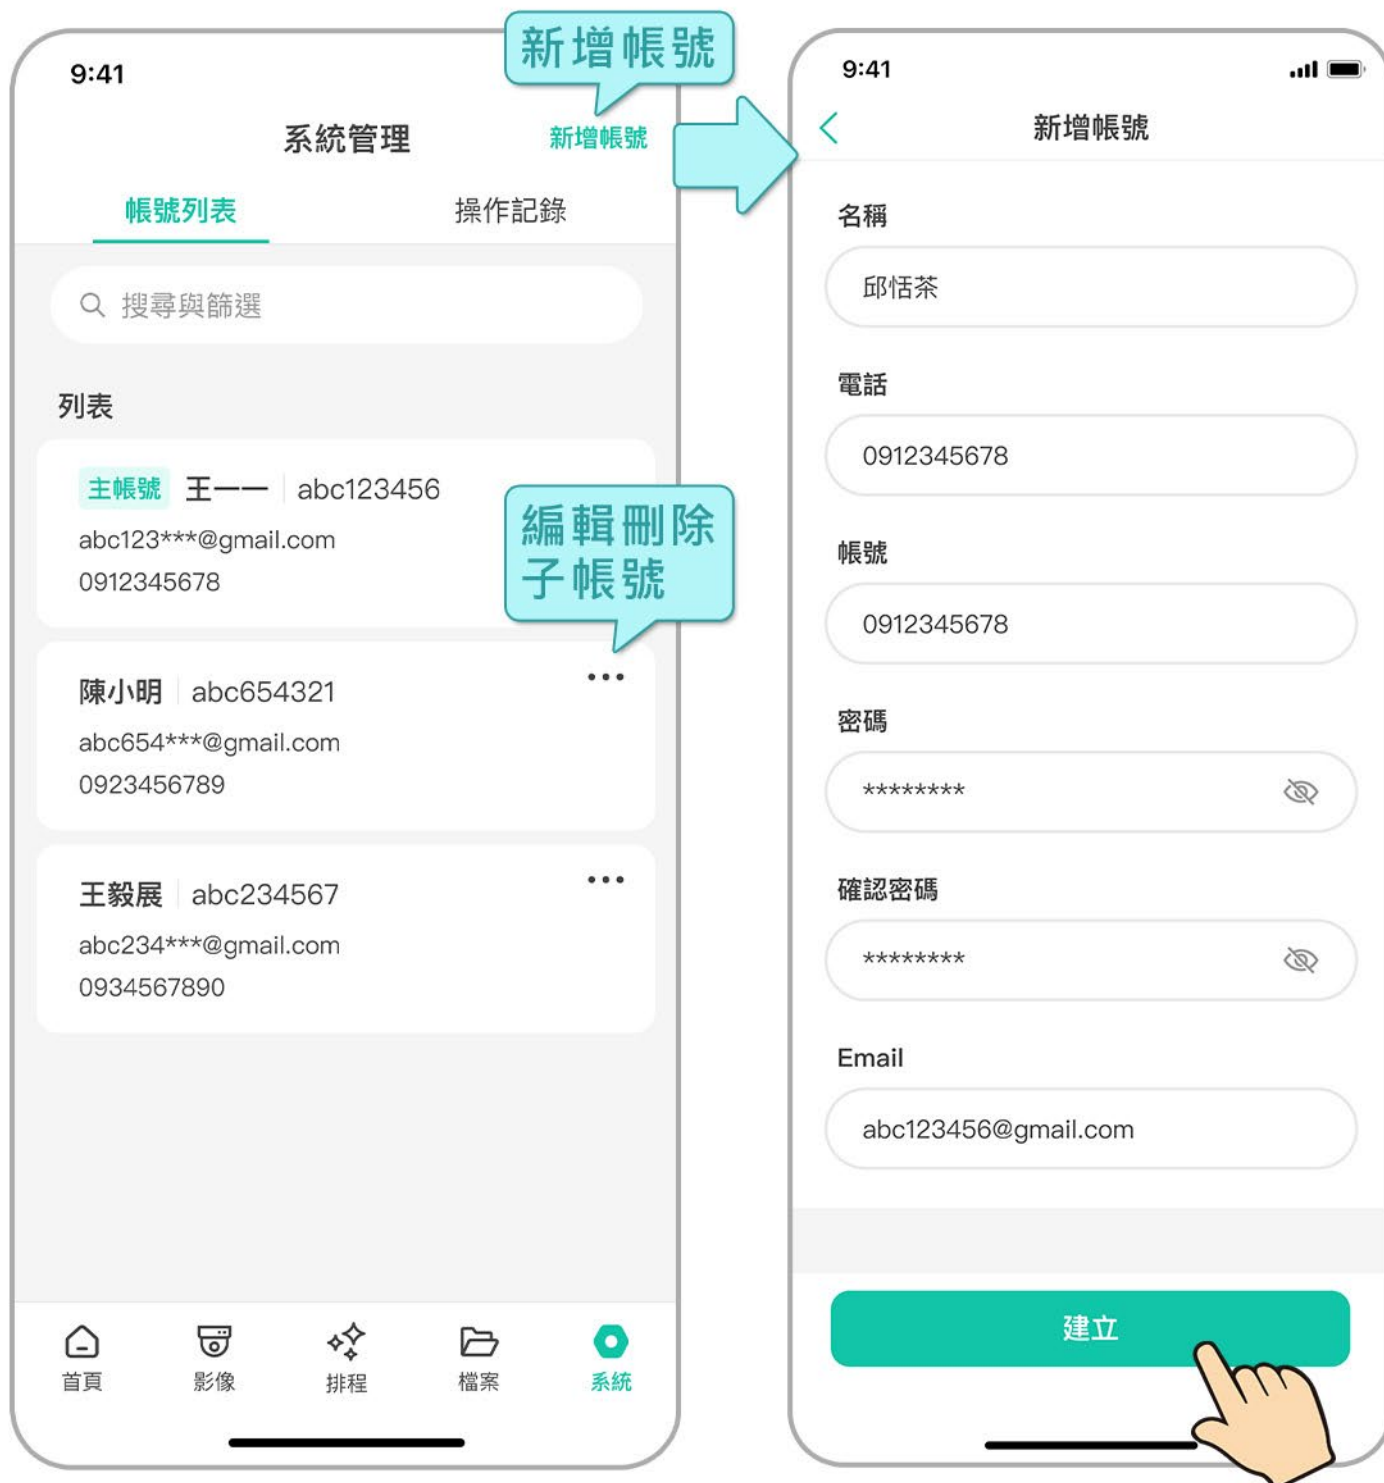 新增帳號
9:41
系統管理
新增帳號
帳號列表
操作記錄
搜尋與篩選
列表
主帳號 王一一 abc123456
abc123***@gmail.com
0912345678
編輯刪除
子帳號
陳小明 abc654321
abc654***@gmail.com
0923456789
王毅展 abc234567
abc234***@gmail.com
0934567890
首頁
影像
排程
檔案
系統
9:41
新增帳號
名稱
邱恬茶
電話
0912345678
帳號
0912345678
密碼
********
確認密碼
********
Email
abc123456@gmail.com
建立